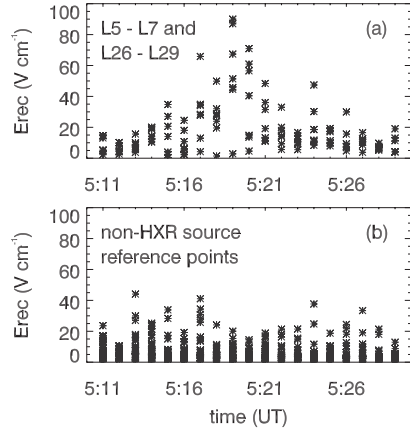 100
80
60
40
20
0
Erec (V cm⁻¹)
L5 - L7 and
L26 - L29
(a)
5:11 5:16 5:21 5:26
100
80
60
40
20
0
Erec (V cm⁻¹)
non-HXR source
reference points
(b)
5:11 5:16 5:21 5:26
time (UT)